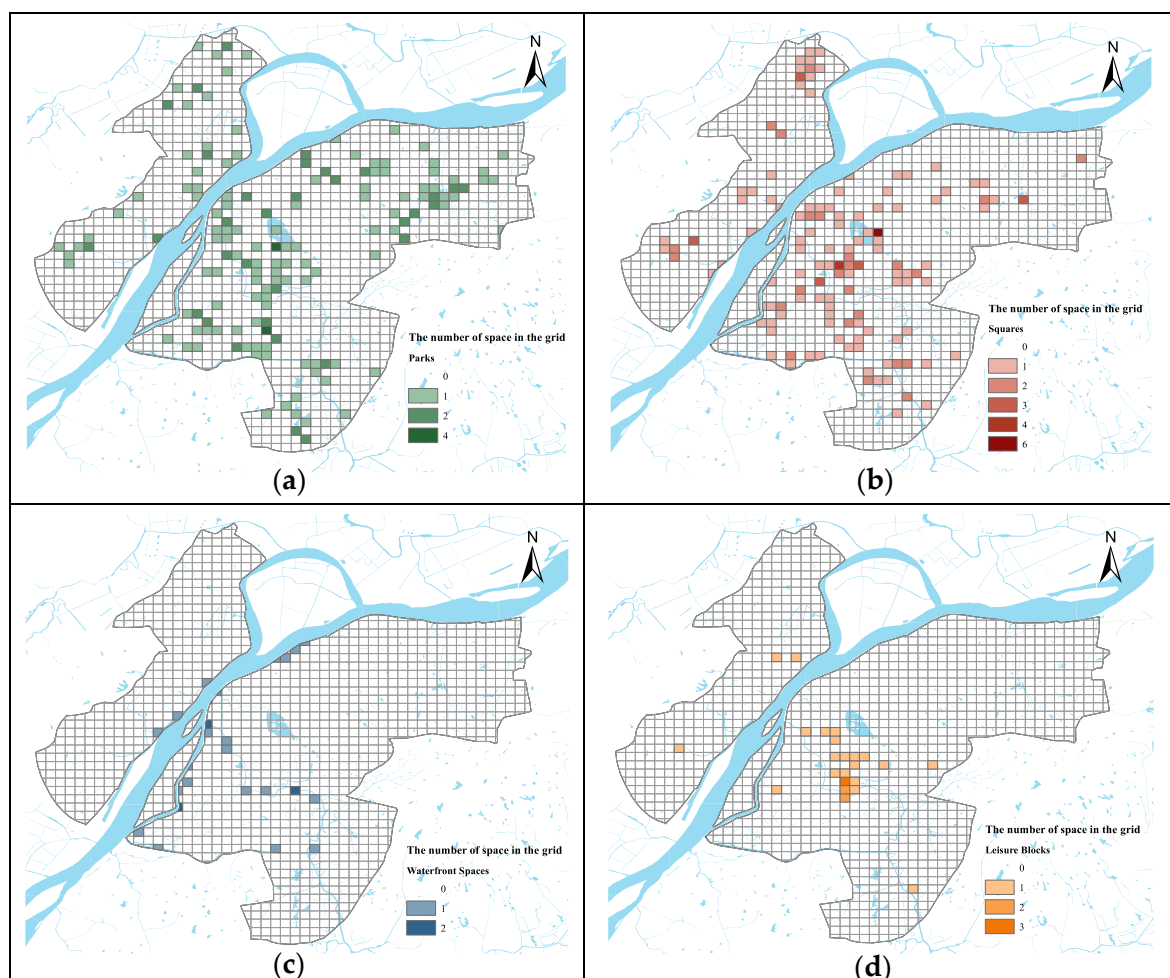 N
The number of space in the grid
Parks
0
1
2
4
(a)
N
The number of space in the grid
Squares
0
1
2
3
4
6
(b)
N
The number of space in the grid
Waterfront Spaces
0
1
2
(c)
N
The number of space in the grid
Leisure Blocks
0
1
2
3
(d)